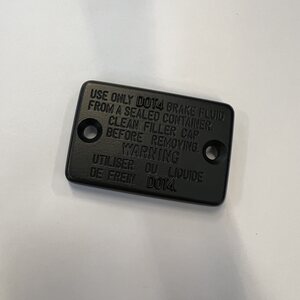 USE ONLY DOT4 BRAKE FLUID
FROM A SEALED CONTAINER.
CLEAN FILLER CAP
BEFORE REMOVING.
WARNING
UTILISER DU LIQUIDE
DE FREIN DOT4.